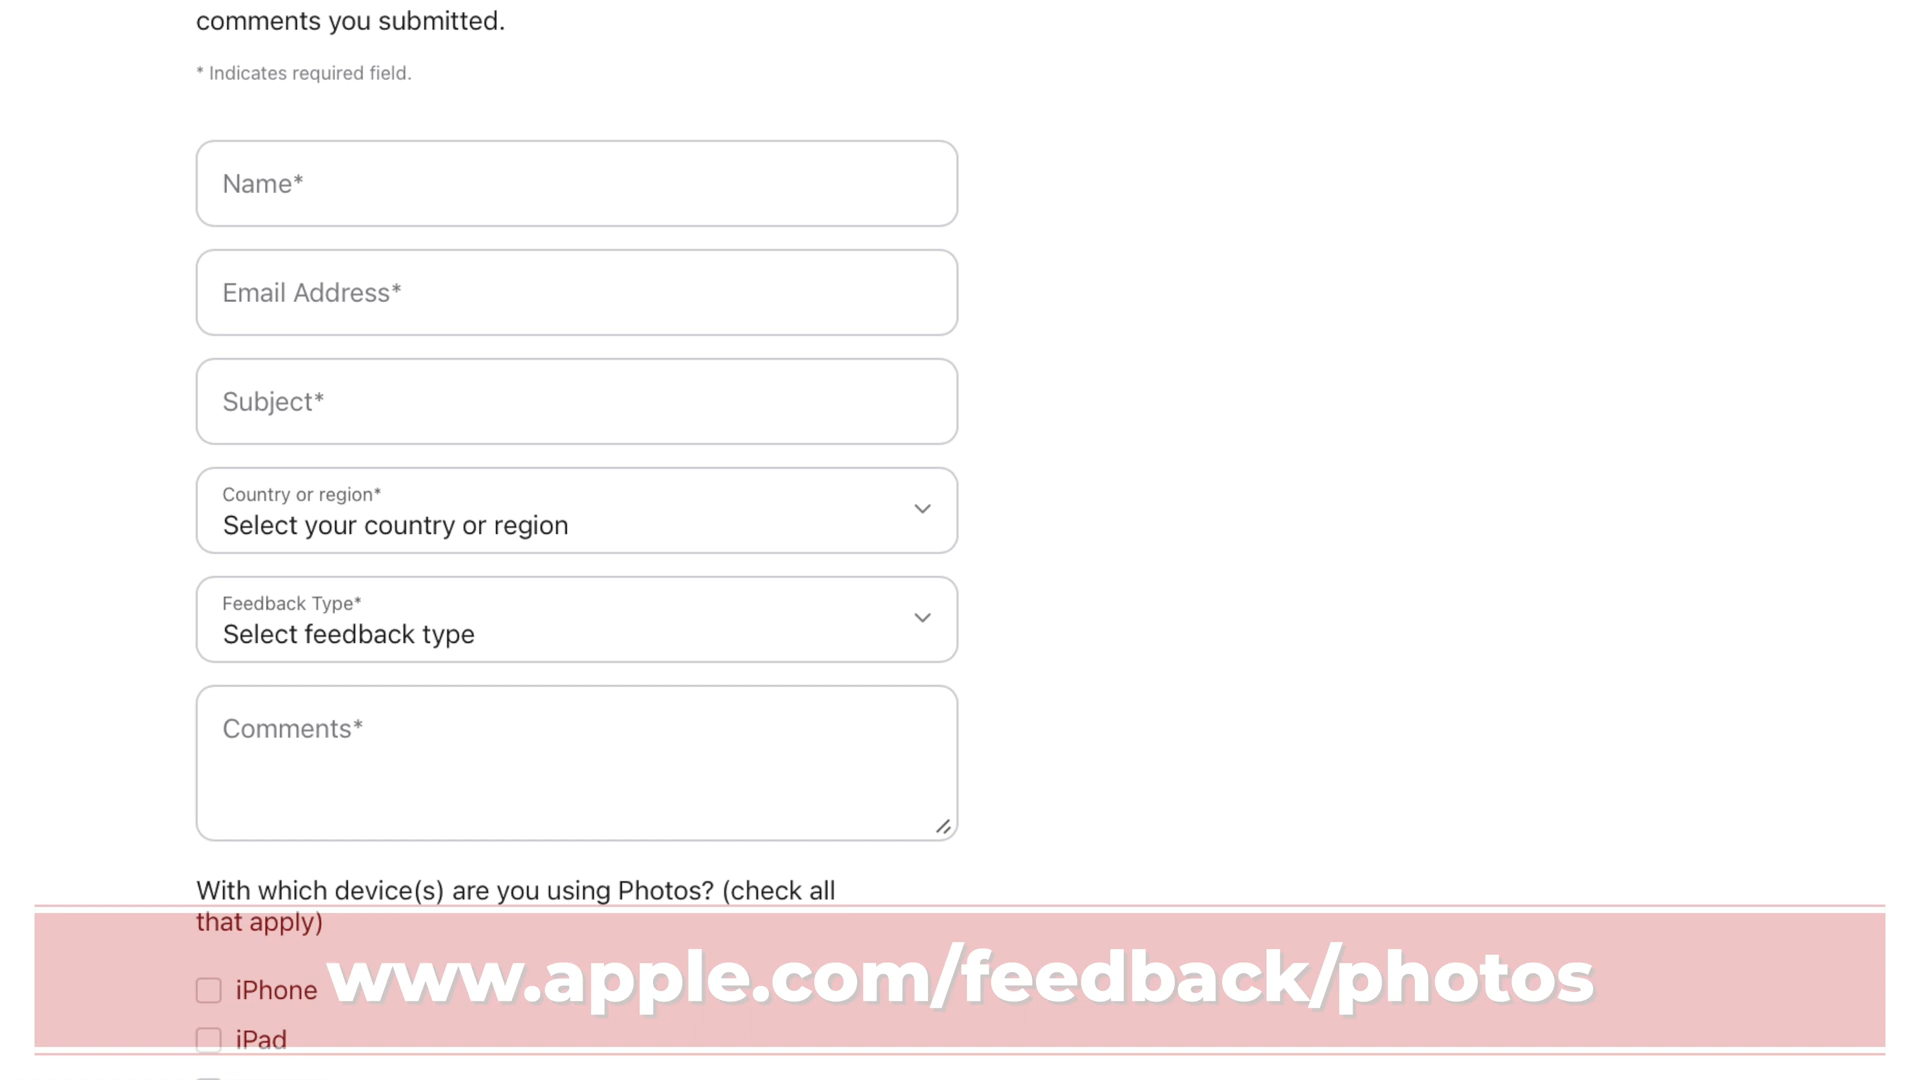 comments you submitted.
* Indicates required field.
Name*
Email Address*
Subject*
Country or region*
Select your country or region
Feedback Type*
Select feedback type
Comments*
With which device(s) are you using Photos? (check all
that apply)
iPhone
www.apple.com/feedback/photos
iPad